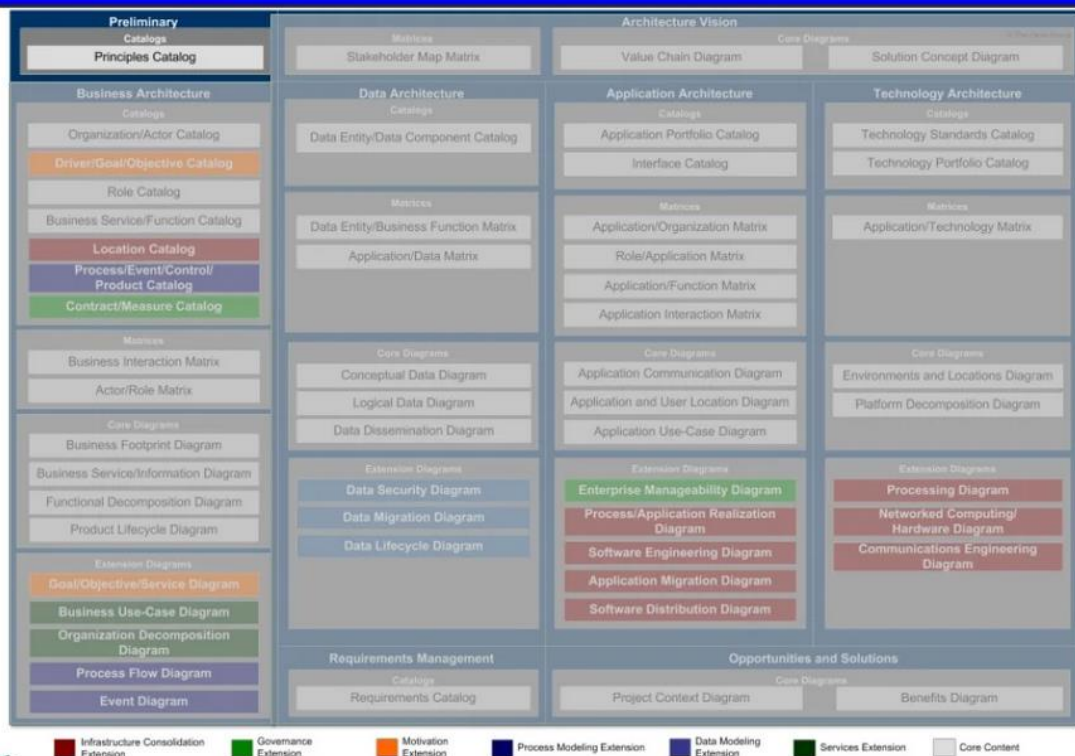 Preliminary
Catalogs
Principles Catalog
Architecture Vision
Matrices
Stakeholder Map Matrix
Core Diagrams
Value Chain Diagram
Solution Concept Diagram
Business Architecture
Catalogs
Organization/Actor Catalog
Driver/Goal/Objective Catalog
Role Catalog
Business Service/Function Catalog
Location Catalog
Process/Event/Control/
Product Catalog
Contract/Measure Catalog
Matrices
Business Interaction Matrix
Actor/Role Matrix
Core Diagrams
Business Footprint Diagram
Business Service/Information Diagram
Functional Decomposition Diagram
Product Lifecycle Diagram
Extension Diagrams
Goal/Objective/Service Diagram
Business Use-Case Diagram
Organization Decomposition
Diagram
Process Flow Diagram
Event Diagram
Data Architecture
Catalogs
Data Entity/Data Component Catalog
Matrices
Data Entity/Business Function Matrix
Application/Data Matrix
Core Diagrams
Conceptual Data Diagram
Logical Data Diagram
Data Dissemination Diagram
Extension Diagrams
Data Security Diagram
Data Migration Diagram
Data Lifecycle Diagram
Application Architecture
Catalogs
Application Portfolio Catalog
Interface Catalog
Matrices
Application/Organization Matrix
Role/Application Matrix
Application/Function Matrix
Application Interaction Matrix
Core Diagrams
Application Communication Diagram
Application and User Location Diagram
Application Use-Case Diagram
Extension Diagrams
Enterprise Manageability Diagram
Process/Application Realization
Diagram
Software Engineering Diagram
Application Migration Diagram
Software Distribution Diagram
Technology Architecture
Catalogs
Technology Standards Catalog
Technology Portfolio Catalog
Matrices
Application/Technology Matrix
Core Diagrams
Environments and Locations Diagram
Platform Decomposition Diagram
Extension Diagrams
Processing Diagram
Networked Computing/
Hardware Diagram
Communications Engineering
Diagram
Requirements Management
Catalogs
Requirements Catalog
Opportunities and Solutions
Core Diagrams
Project Context Diagram
Benefits Diagram
Infrastructure Consolidation
Extension
Governance
Extension
Motivation
Extension
Process Modeling Extension
Data Modeling
Extension
Services Extension
Core Content